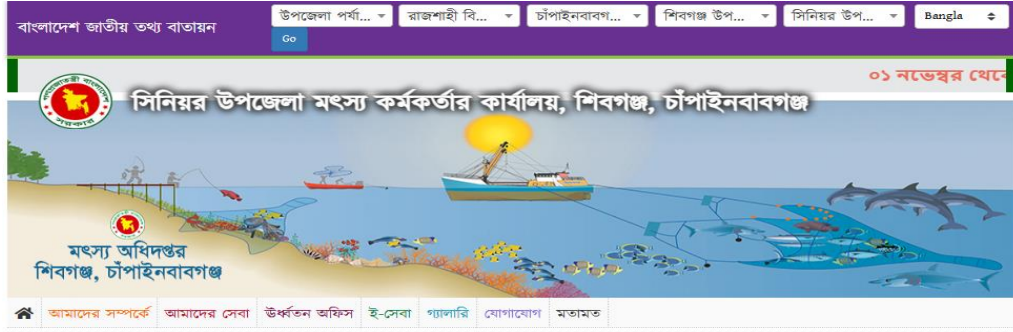 বাংলাদেশ জাতীয় তথ্য বাতায়ন
উপজেলা পর্যা... রাজশাহী বি... চাঁপাইনবাবগ... শিবগঞ্জ উপ... সিনিয়র উপ... Bangla
Go
০১ নভেম্বর থেকে
সিনিয়র উপজেলা মৎস্য কর্মকর্তার কার্যালয়, শিবগঞ্জ, চাঁপাইনবাবগঞ্জ
মৎস্য অধিদপ্তর
শিবগঞ্জ, চাঁপাইনবাবগঞ্জ
আমাদের সম্পর্কে আমাদের সেবা ঊর্ধ্বতন অফিস ই-সেবা গ্যালারি যোগাযোগ মতামত